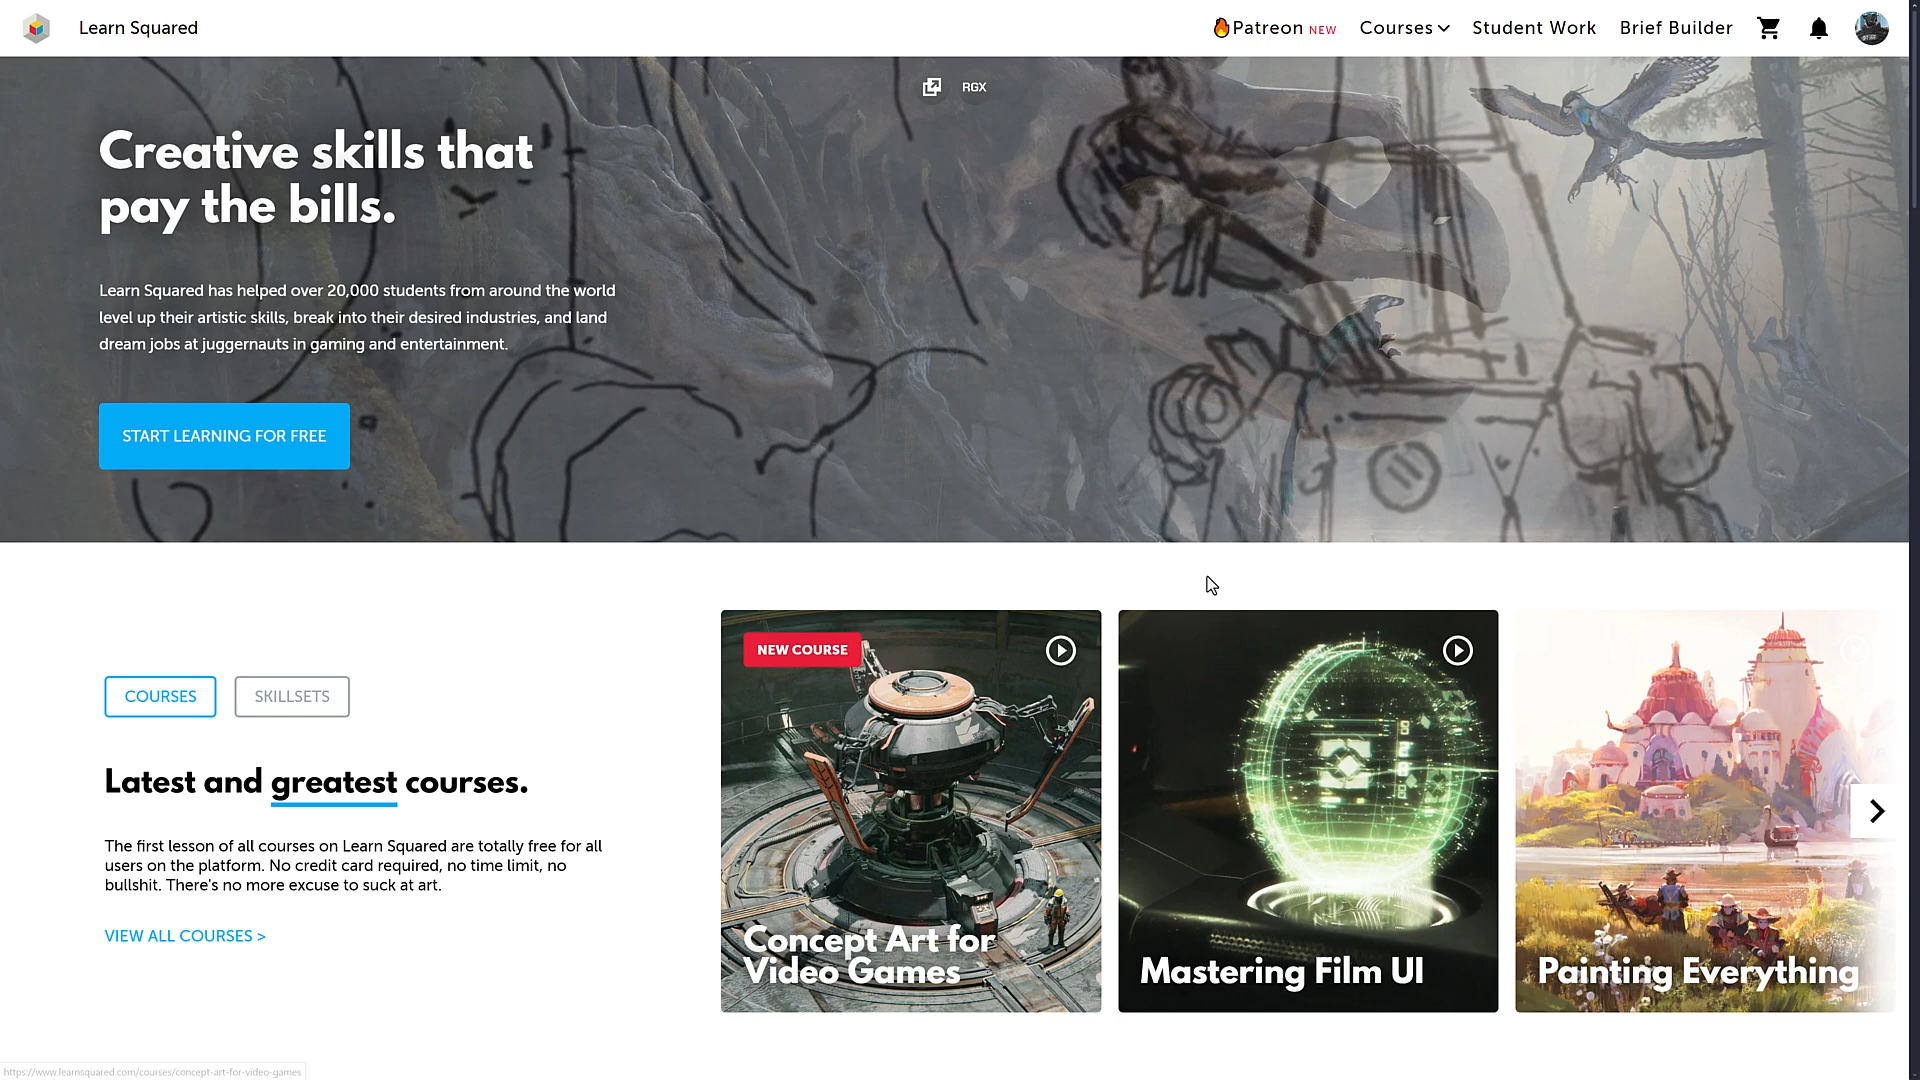 Learn Squared
Patreon NEW
Courses
Student Work
Brief Builder
RGX
Creative skills that
pay the bills.
Learn Squared has helped over 20,000 students from around the world
level up their artistic skills, break into their desired industries, and land
dream jobs at juggernauts in gaming and entertainment.
START LEARNING FOR FREE
COURSES
SKILLSETS
Latest and greatest courses.
The first lesson of all courses on Learn Squared are totally free for all
users on the platform. No credit card required, no time limit, no
bullshit. There's no more excuse to suck at art.
VIEW ALL COURSES >
NEW COURSE
Concept Art for
Video Games
Mastering Film UI
Painting Everything
https://www.learnsquared.com/courses/concept-art-for-video-games